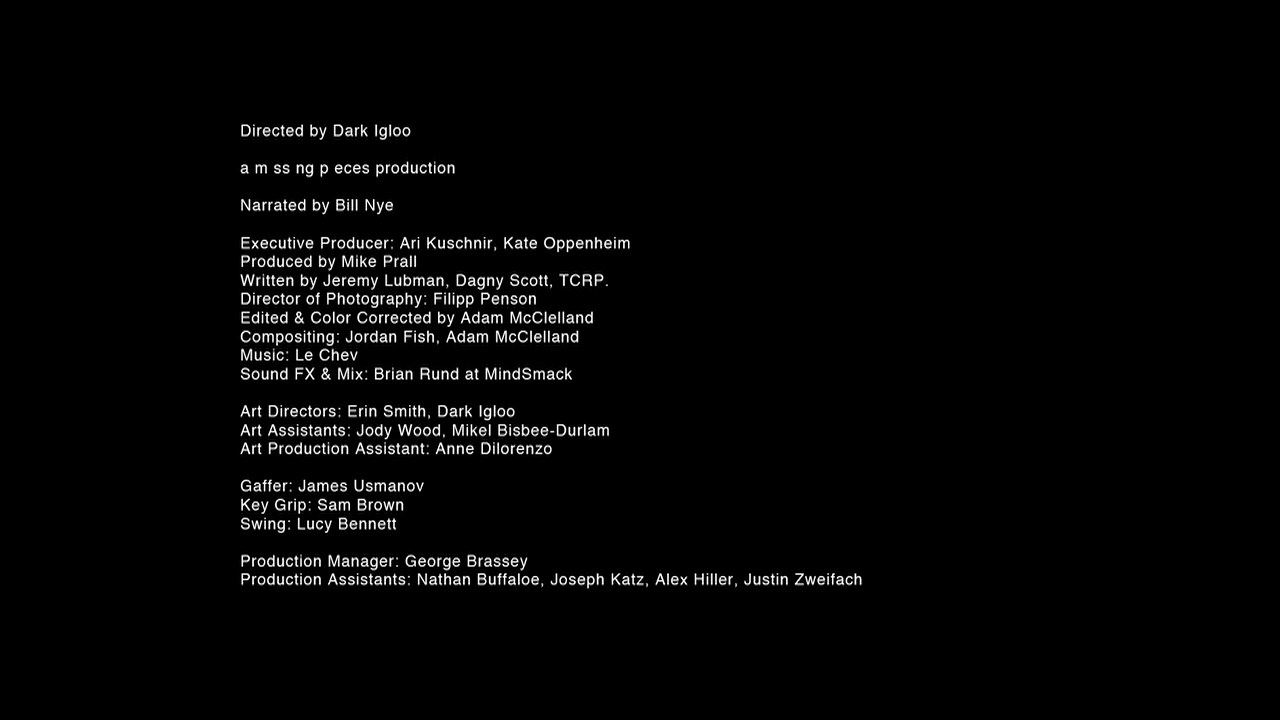 Directed by Dark Igloo
a m ss ng p eces production
Narrated by Bill Nye
Executive Producer: Ari Kuschnir, Kate Oppenheim
Produced by Mike Prall
Written by Jeremy Lubman, Dagny Scott, TCRP.
Director of Photography: Filipp Penson
Edited & Color Corrected by Adam McClelland
Compositing: Jordan Fish, Adam McClelland
Music: Le Chev
Sound FX & Mix: Brian Rund at MindSmack
Art Directors: Erin Smith, Dark Igloo
Art Assistants: Jody Wood, Mikel Bisbee-Durlam
Art Production Assistant: Anne Dilorenzo
Gaffer: James Usmanov
Key Grip: Sam Brown
Swing: Lucy Bennett
Production Manager: George Brassey
Production Assistants: Nathan Buffaloe, Joseph Katz, Alex Hiller, Justin Zweifach